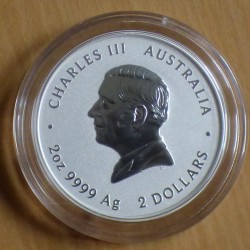 CHARLES III AUSTRALIA
2oz 9999 Ag 2 DOLLARS